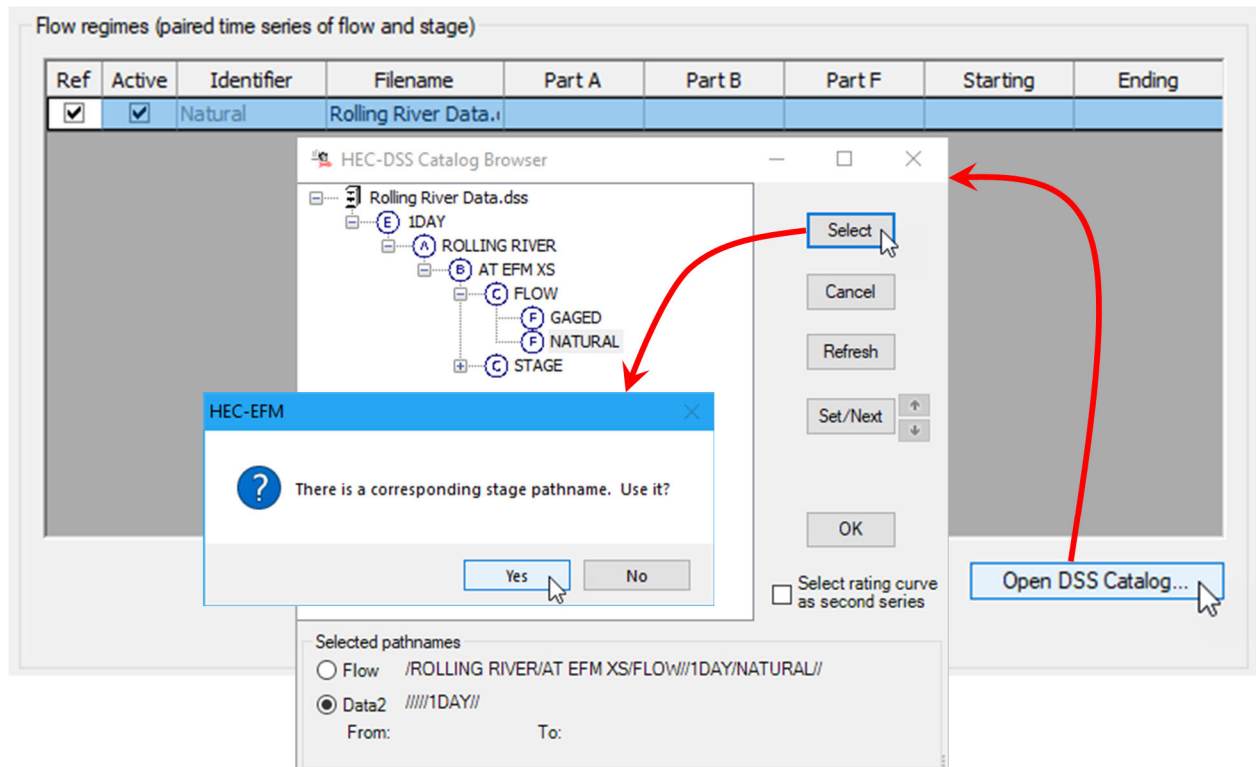 Flow regimes (paired time series of flow and stage)
Ref Active Identifier Filename Part A Part B Part F Starting Ending
Natural Rolling River Data.
HEC-DSS Catalog Browser
Rolling River Data.dss
E 1DAY
A ROLLING RIVER
B AT EFM XS
C FLOW
F GAGED
F NATURAL
C STAGE
Select
Cancel
Refresh
Set/Next
OK
Select rating curve
as second series
Open DSS Catalog...
HEC-EFM
There is a corresponding stage pathname. Use it?
Yes No
Selected pathnames
Flow /ROLLING RIVER/AT EFM XS/FLOW//1DAY/NATURAL//
Data2 /////1DAY//
From: To: